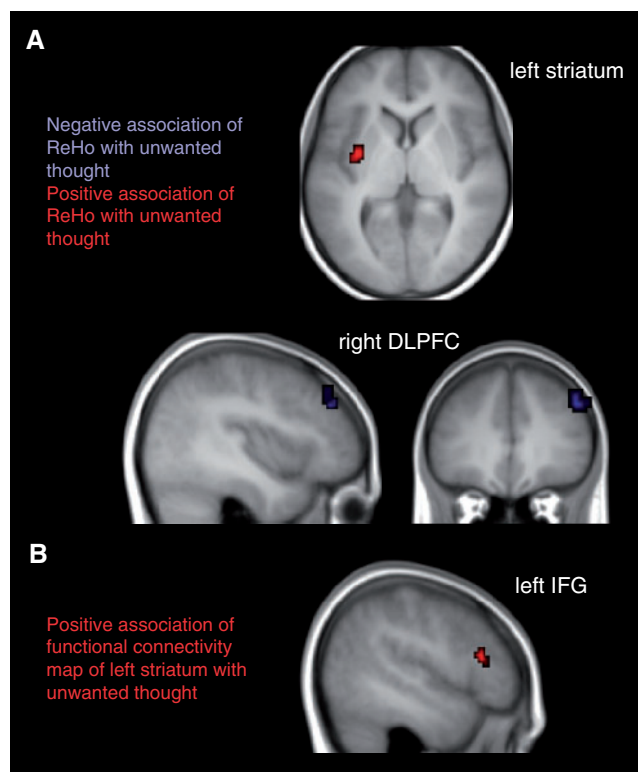 A
left striatum
Negative association of
ReHo with unwanted
thought
Positive association of
ReHo with unwanted
thought
right DLPFC
B
left IFG
Positive association of
functional connectivity
map of left striatum with
unwanted thought